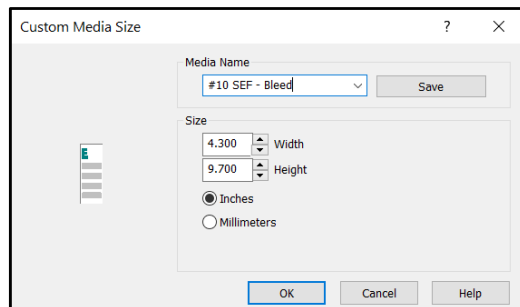 Custom Media Size
?
Media Name
#10 SEF - Bleed
Save
Size
4.300 Width
9.700 Height
Inches
Millimeters
E
OK Cancel Help